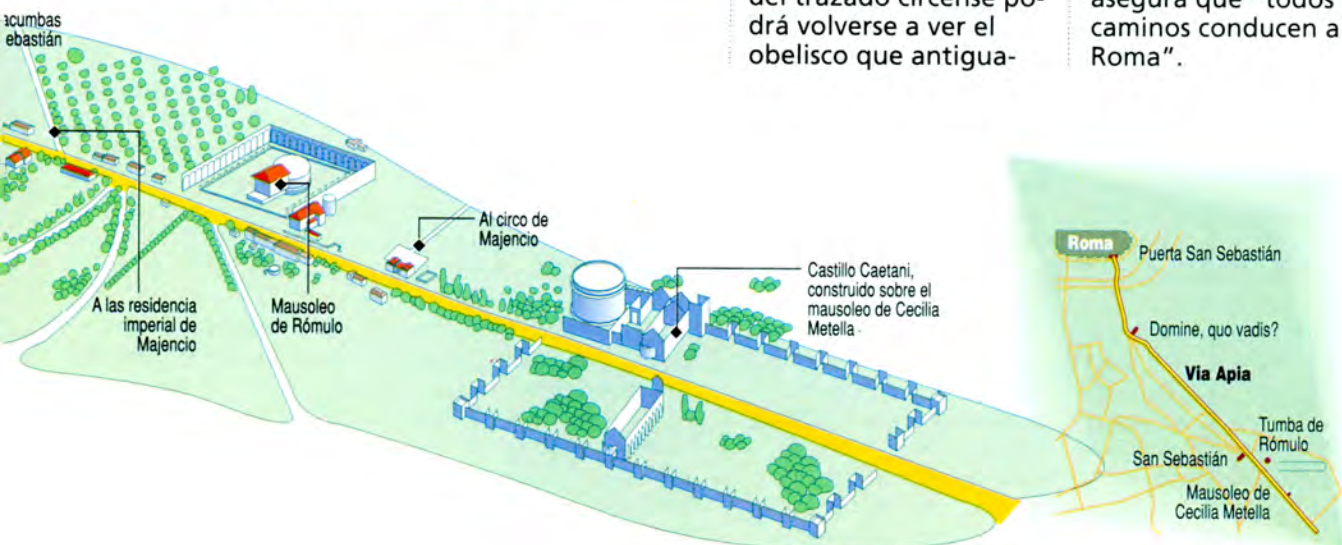 del trazado circense po-
drá volverse a ver el
obelisco que antigua-
asegura que "todos
caminos conducen a
Roma".
acumbas
ebastián
A las residencia
imperial de
Majencio
Mausoleo
de Rómulo
Al circo de
Majencio
Castillo Caetani,
construido sobre el
mausoleo de Cecilia
Metella
Roma
Puerta San Sebastián
Domine, quo vadis?
Via Apia
Tumba de
Rómulo
San Sebastián
Mausoleo de
Cecilia Metella